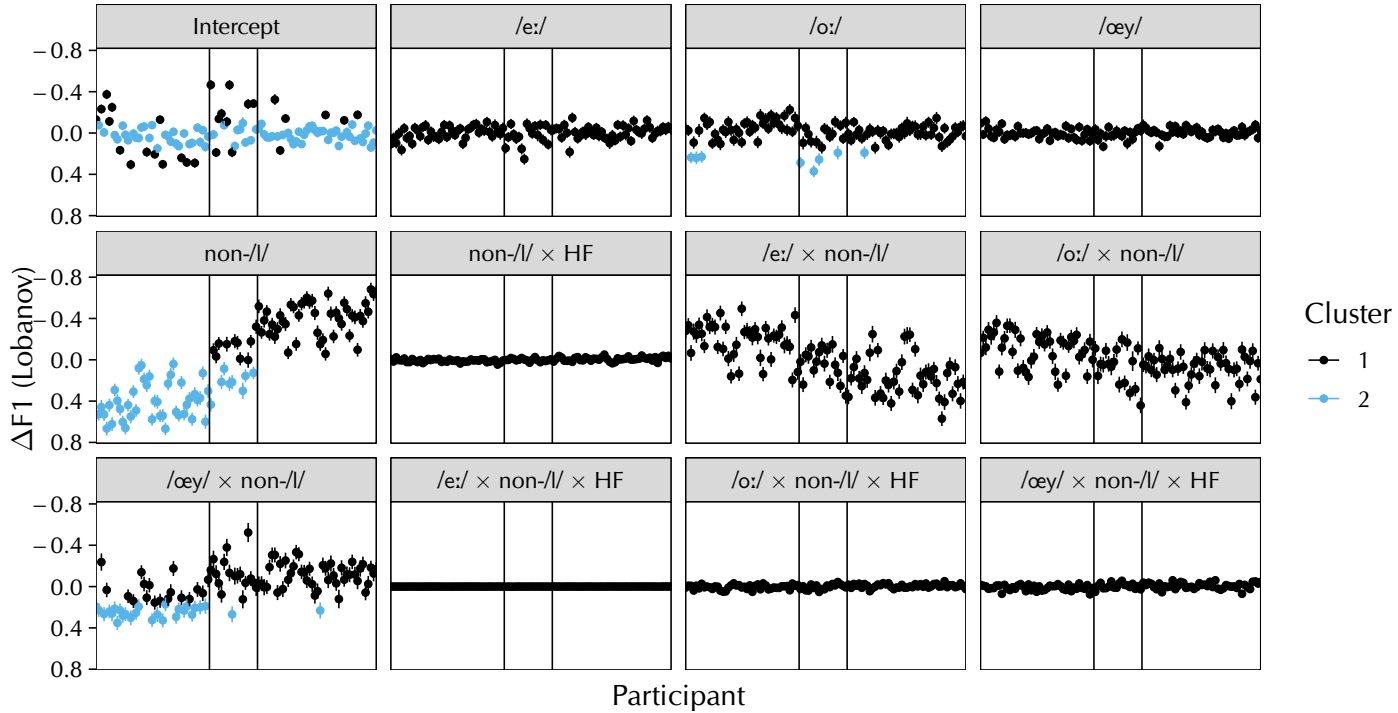 Intercept
/eː/
/oː/
/œy/
−0.8
−0.4
0.0
0.4
0.8
non-/l/
non-/l/ × HF
/eː/ × non-/l/
/oː/ × non-/l/
−0.8
−0.4
0.0
0.4
0.8
/œy/ × non-/l/
/eː/ × non-/l/ × HF
/oː/ × non-/l/ × HF
/œy/ × non-/l/ × HF
−0.8
−0.4
0.0
0.4
0.8
ΔF1 (Lobanov)
Participant
Cluster
1
2